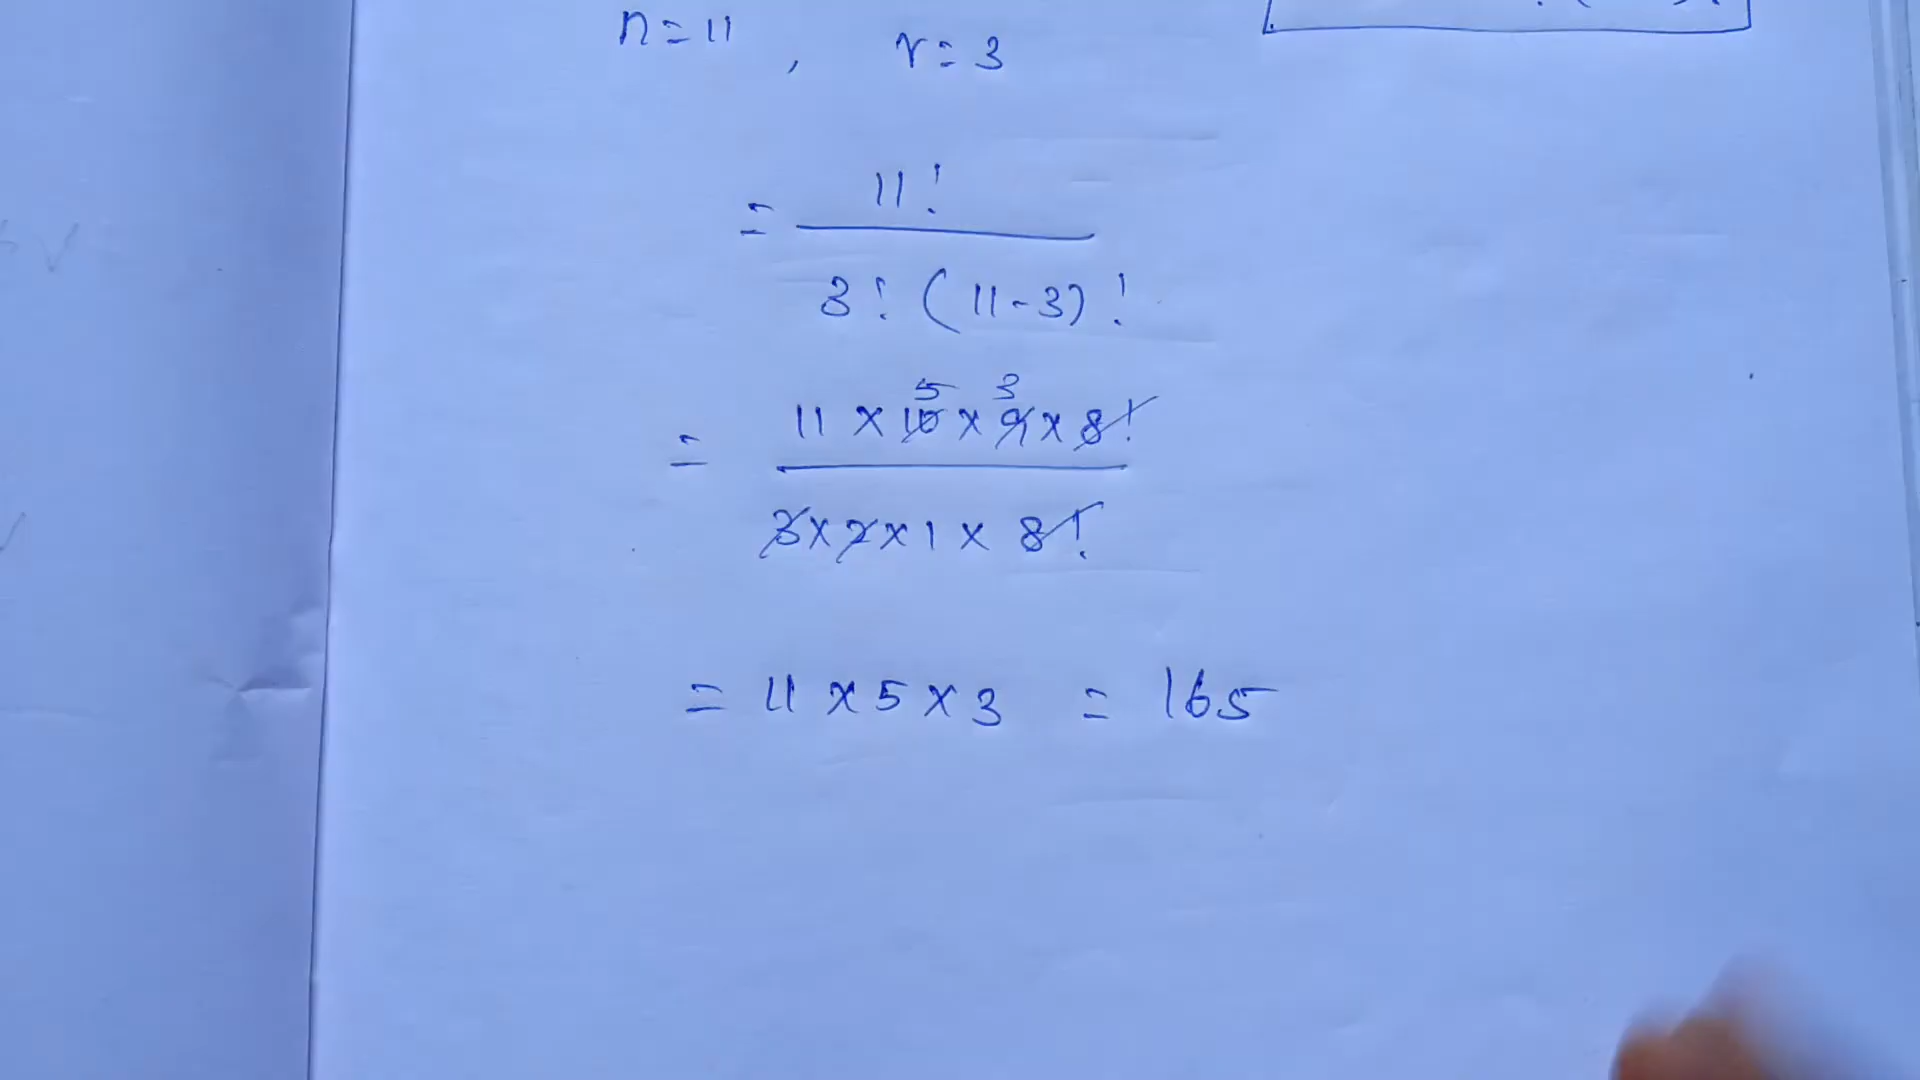 n = 11 , r = 3
= 11!
3! (11-3)!
5 3
= 11 × 10 × 9 × 8!
3 × 2 × 1 × 8!
= 11 × 5 × 3 = 165